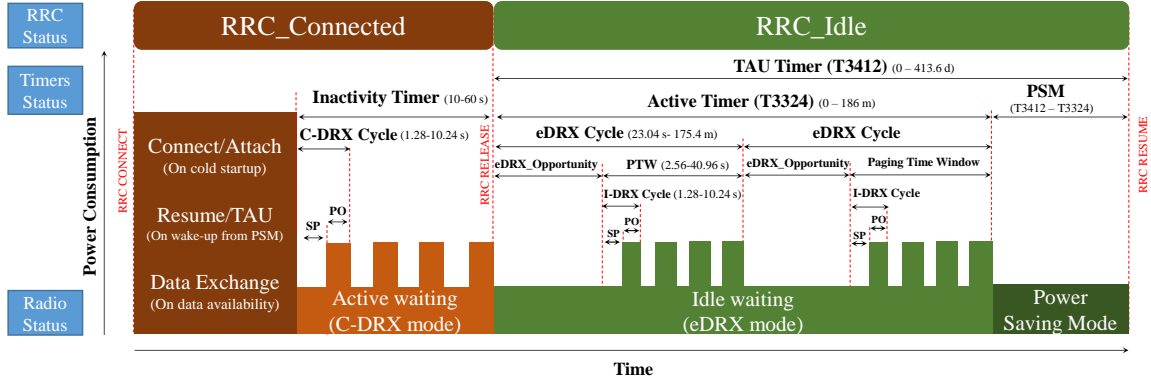 RRC
Status
RRC_Connected
RRC_Idle
Timers
Status
TAU Timer (T3412) (0 – 413.6 d)
Inactivity Timer (10-60 s)
Active Timer (T3324) (0 – 186 m)
PSM
(T3412 – T3324)
C-DRX Cycle (1.28-10.24 s)
eDRX Cycle (23.04 s- 175.4 m)
eDRX Cycle
eDRX_Opportunity
PTW (2.56-40.96 s)
eDRX_Opportunity
Paging Time Window
I-DRX Cycle (1.28-10.24 s)
I-DRX Cycle
Power Consumption
RRC CONNECT
Connect/Attach
(On cold startup)
Resume/TAU
(On wake-up from PSM)
Data Exchange
(On data availability)
SP
PO
RRC RELEASE
SP
PO
SP
PO
RRC RESUME
Radio
Status
Active waiting
(C-DRX mode)
Idle waiting
(eDRX mode)
Power
Saving Mode
Time